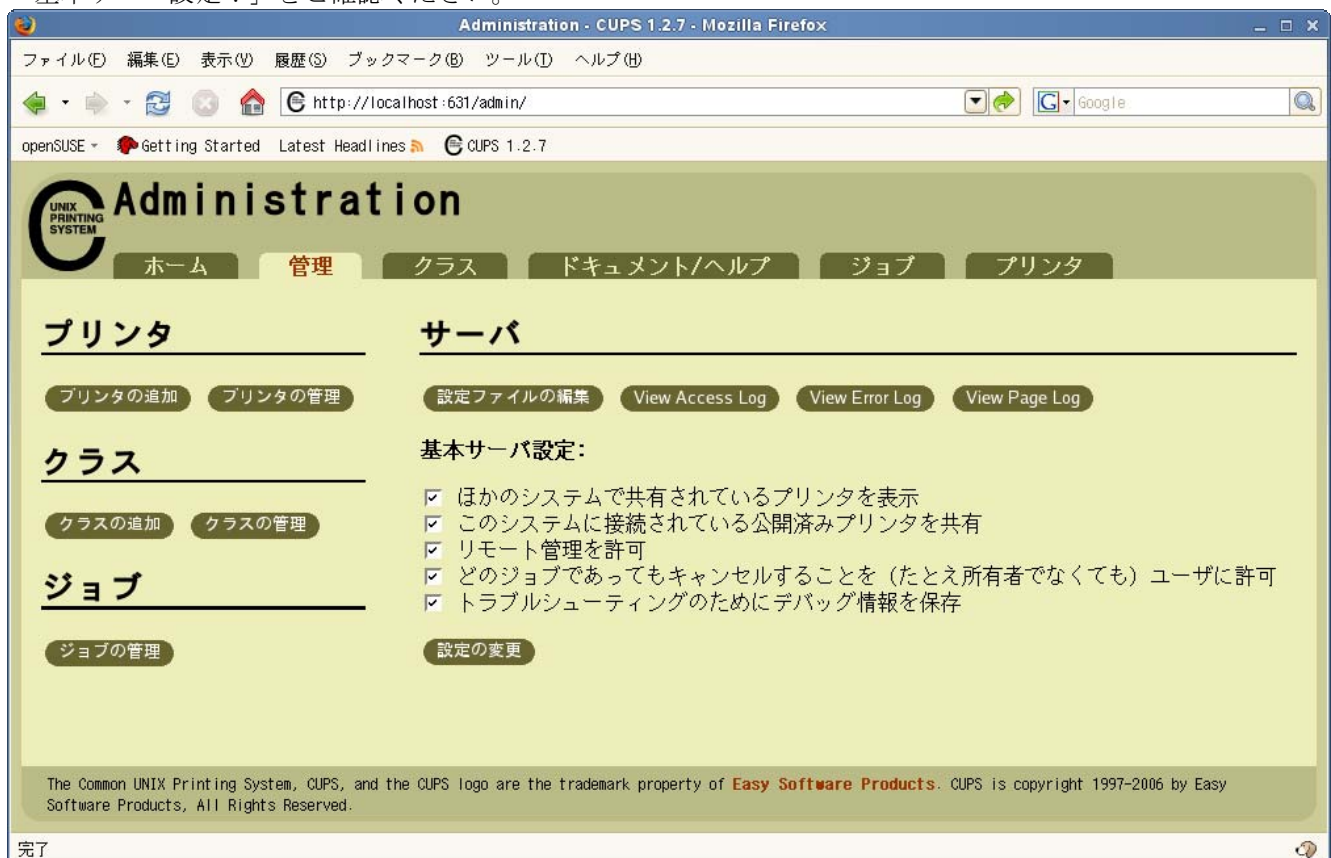 「基本サーバ設定：」をご確認ください。
Administration - CUPS 1.2.7 - Mozilla Firefox
ファイル(F) 編集(E) 表示(V) 履歴(S) ブックマーク(B) ツール(T) ヘルプ(H)
http://localhost:631/admin/
G Google
openSUSE Getting Started Latest Headlines CUPS 1.2.7
UNIX
PRINTING
SYSTEM
Administration
ホーム 管理 クラス ドキュメント/ヘルプ ジョブ プリンタ
プリンタ
プリンタの追加 プリンタの管理
クラス
クラスの追加 クラスの管理
ジョブ
ジョブの管理
サーバ
設定ファイルの編集 View Access Log View Error Log View Page Log
基本サーバ設定:
ほかのシステムで共有されているプリンタを表示
このシステムに接続されている公開済みプリンタを共有
リモート管理を許可
どのジョブであってもキャンセルすることを（たとえ所有者でなくても）ユーザに許可
トラブルシューティングのためにデバッグ情報を保存
設定の変更
The Common UNIX Printing System, CUPS, and the CUPS logo are the trademark property of Easy Software Products. CUPS is copyright 1997-2006 by Easy
Software Products, All Rights Reserved.
完了